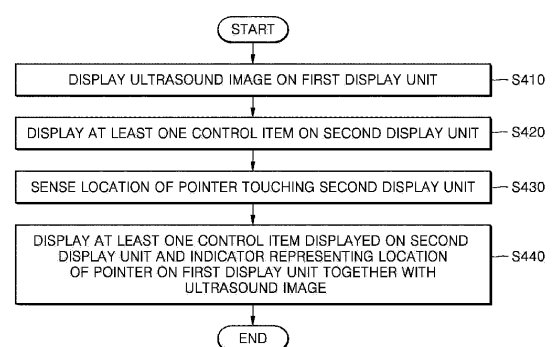 START
DISPLAY ULTRASOUND IMAGE ON FIRST DISPLAY UNIT
S410
DISPLAY AT LEAST ONE CONTROL ITEM ON SECOND DISPLAY UNIT
S420
SENSE LOCATION OF POINTER TOUCHING SECOND DISPLAY UNIT
S430
DISPLAY AT LEAST ONE CONTROL ITEM DISPLAYED ON SECOND
DISPLAY UNIT AND INDICATOR REPRESENTING LOCATION
OF POINTER ON FIRST DISPLAY UNIT TOGETHER WITH
ULTRASOUND IMAGE
S440
END